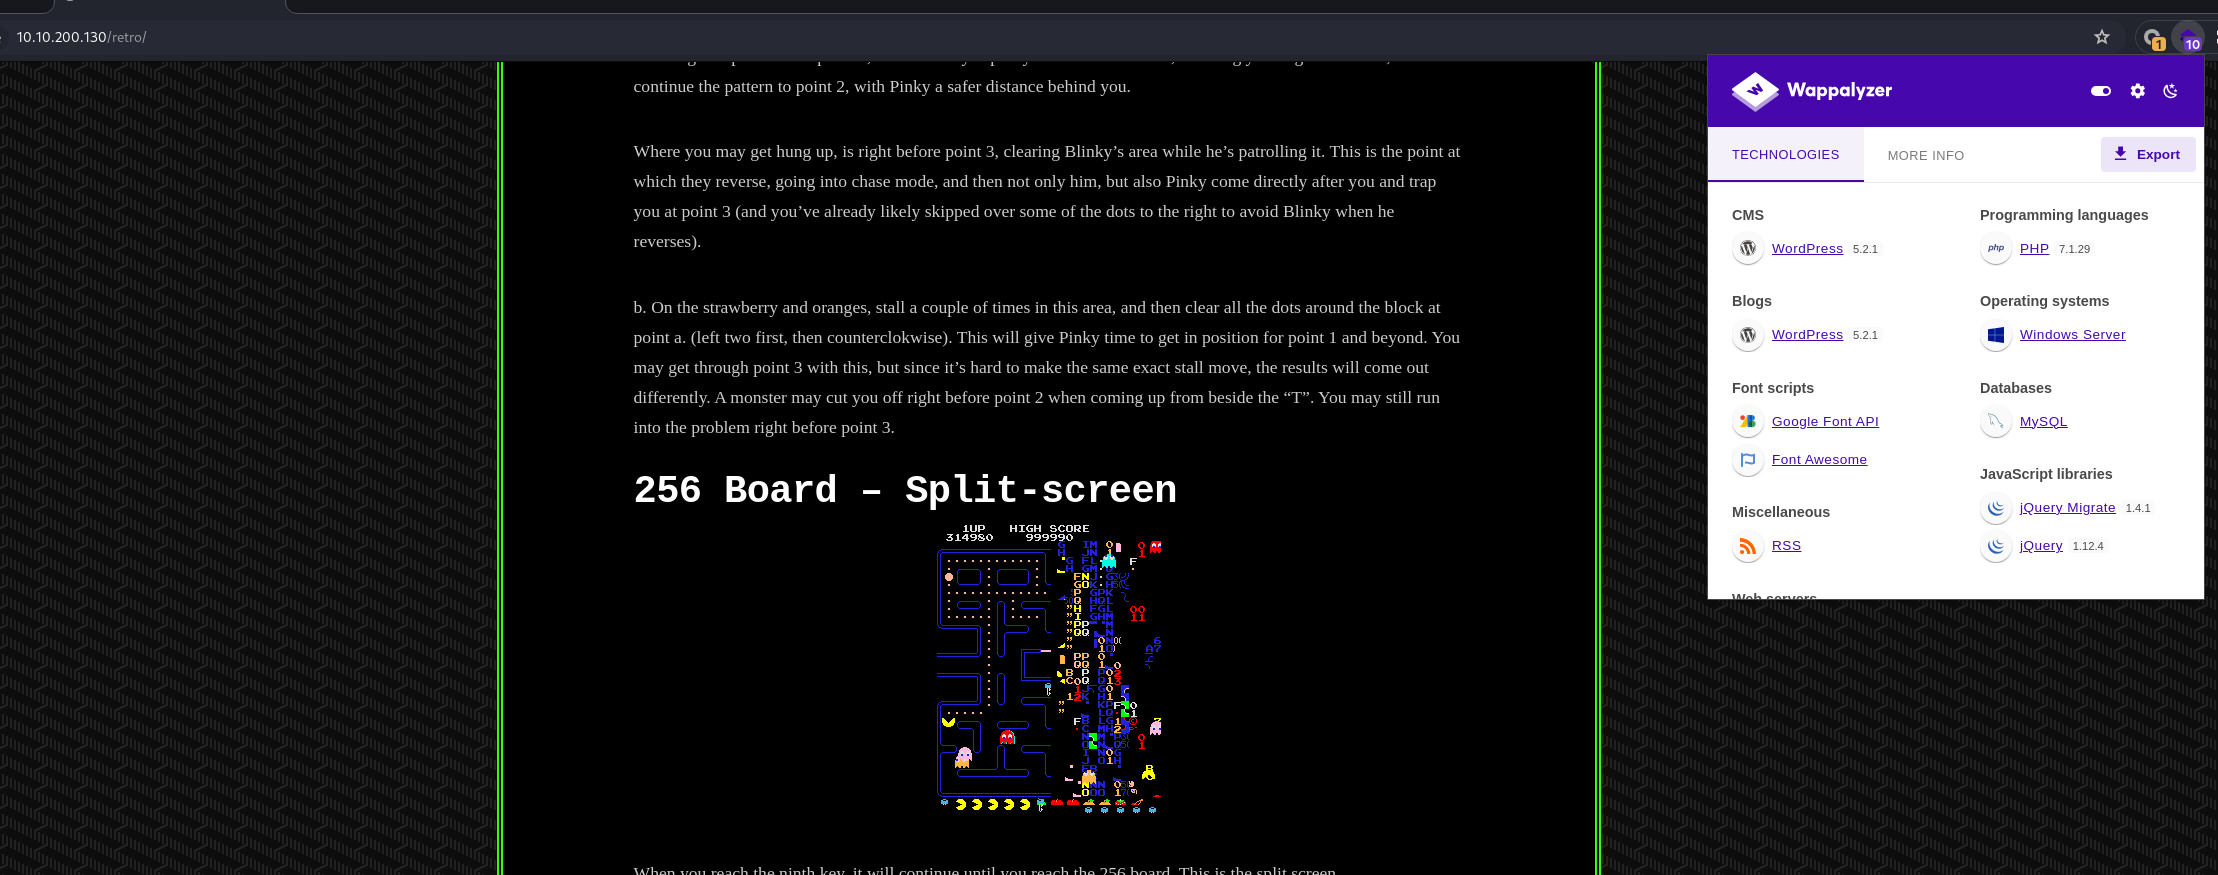 10.10.200.130/retro/
1
10
continue the pattern to point 2, with Pinky a safer distance behind you.
Where you may get hung up, is right before point 3, clearing Blinky’s area while he’s patrolling it. This is the point at
which they reverse, going into chase mode, and then not only him, but also Pinky come directly after you and trap
you at point 3 (and you’ve already likely skipped over some of the dots to the right to avoid Blinky when he
reverses).
b. On the strawberry and oranges, stall a couple of times in this area, and then clear all the dots around the block at
point a. (left two first, then counterclokwise). This will give Pinky time to get in position for point 1 and beyond. You
may get through point 3 with this, but since it’s hard to make the same exact stall move, the results will come out
differently. A monster may cut you off right before point 2 when coming up from beside the “T”. You may still run
into the problem right before point 3.
256 Board – Split-screen
1UP HIGH SCORE
314980 999990
When you reach the ninth key, it will continue until you reach the 256 board. This is the split screen
Wappalyzer
TECHNOLOGIES
MORE INFO
Export
CMS
WordPress 5.2.1
Blogs
WordPress 5.2.1
Font scripts
Google Font API
Font Awesome
Miscellaneous
RSS
Web servers
Programming languages
php PHP 7.1.29
Operating systems
Windows Server
Databases
MySQL
JavaScript libraries
jQuery Migrate 1.4.1
jQuery 1.12.4